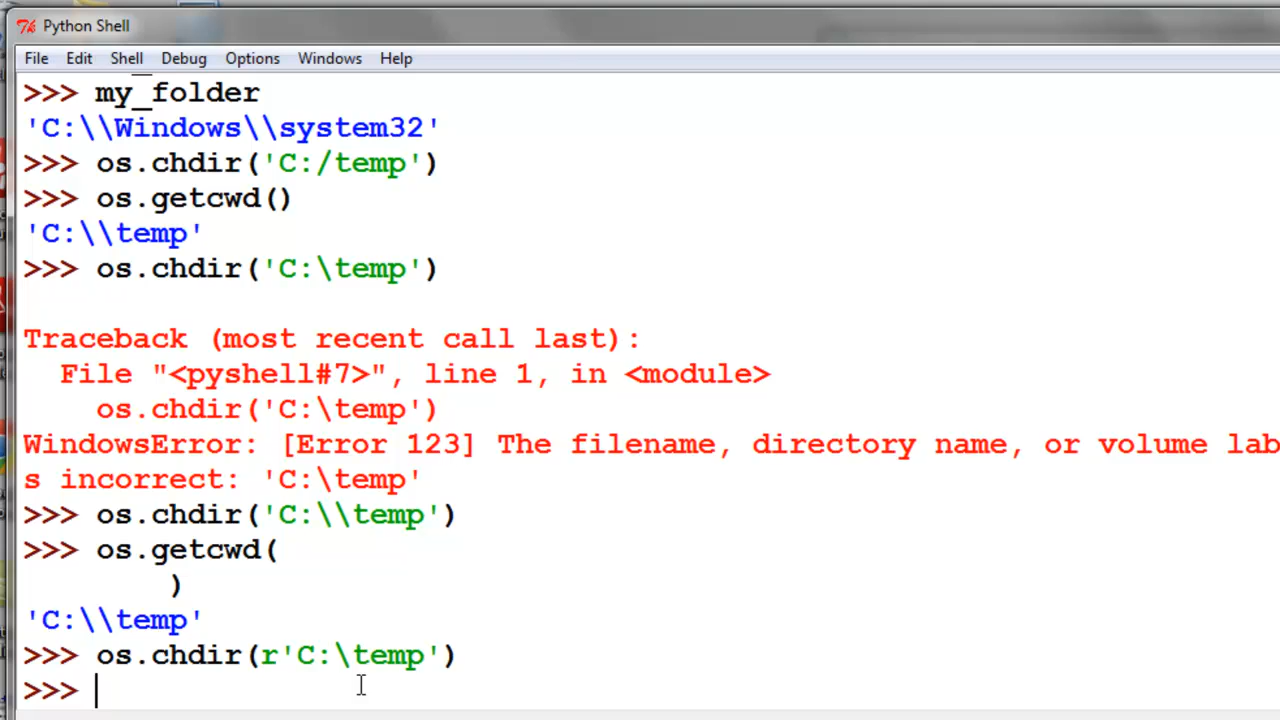 Python Shell
File Edit Shell Debug Options Windows Help
>>> my_folder
'C:\\Windows\\system32'
>>> os.chdir('C:/temp')
>>> os.getcwd()
'C:\\temp'
>>> os.chdir('C:\temp')
Traceback (most recent call last):
  File "<pyshell#7>", line 1, in <module>
    os.chdir('C:\temp')
WindowsError: [Error 123] The filename, directory name, or volume lab
s incorrect: 'C:\temp'
>>> os.chdir('C:\\temp')
>>> os.getcwd(
        )
'C:\\temp'
>>> os.chdir(r'C:\temp')
>>>